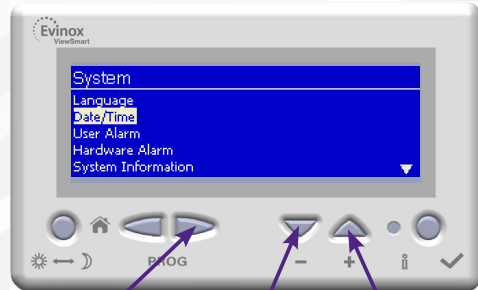 Evinox
ViewSmart
System
Language
Date/Time
User Alarm
Hardware Alarm
System Information
PROG
- +
i